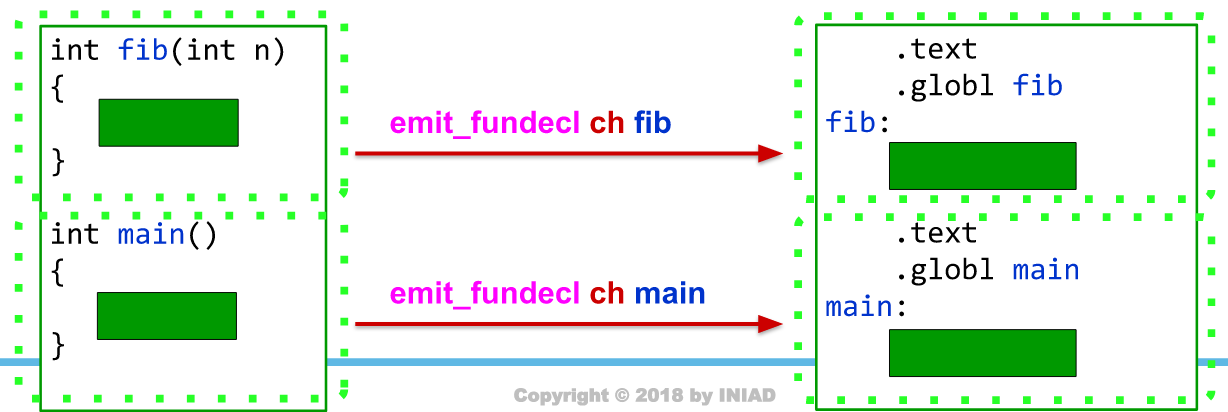 int fib(int n)
{
}
int main()
{
}
emit_fundecl ch fib
emit_fundecl ch main
.text
.globl fib
fib:
.text
.globl main
main:
Copyright © 2018 by INIAD